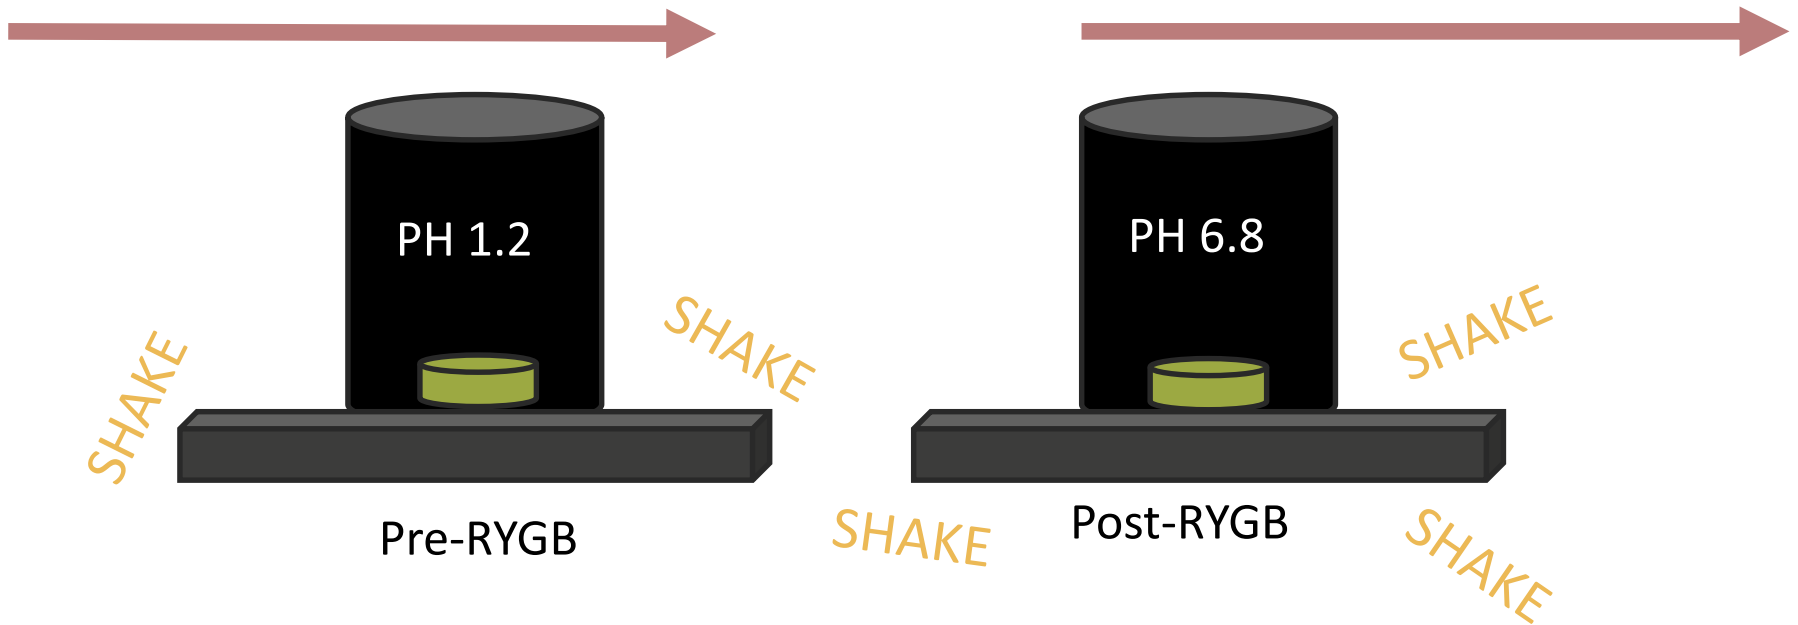 PH 1.2
PH 6.8
SHAKE
SHAKE
SHAKE
Pre-RYGB
SHAKE
Post-RYGB
SHAKE